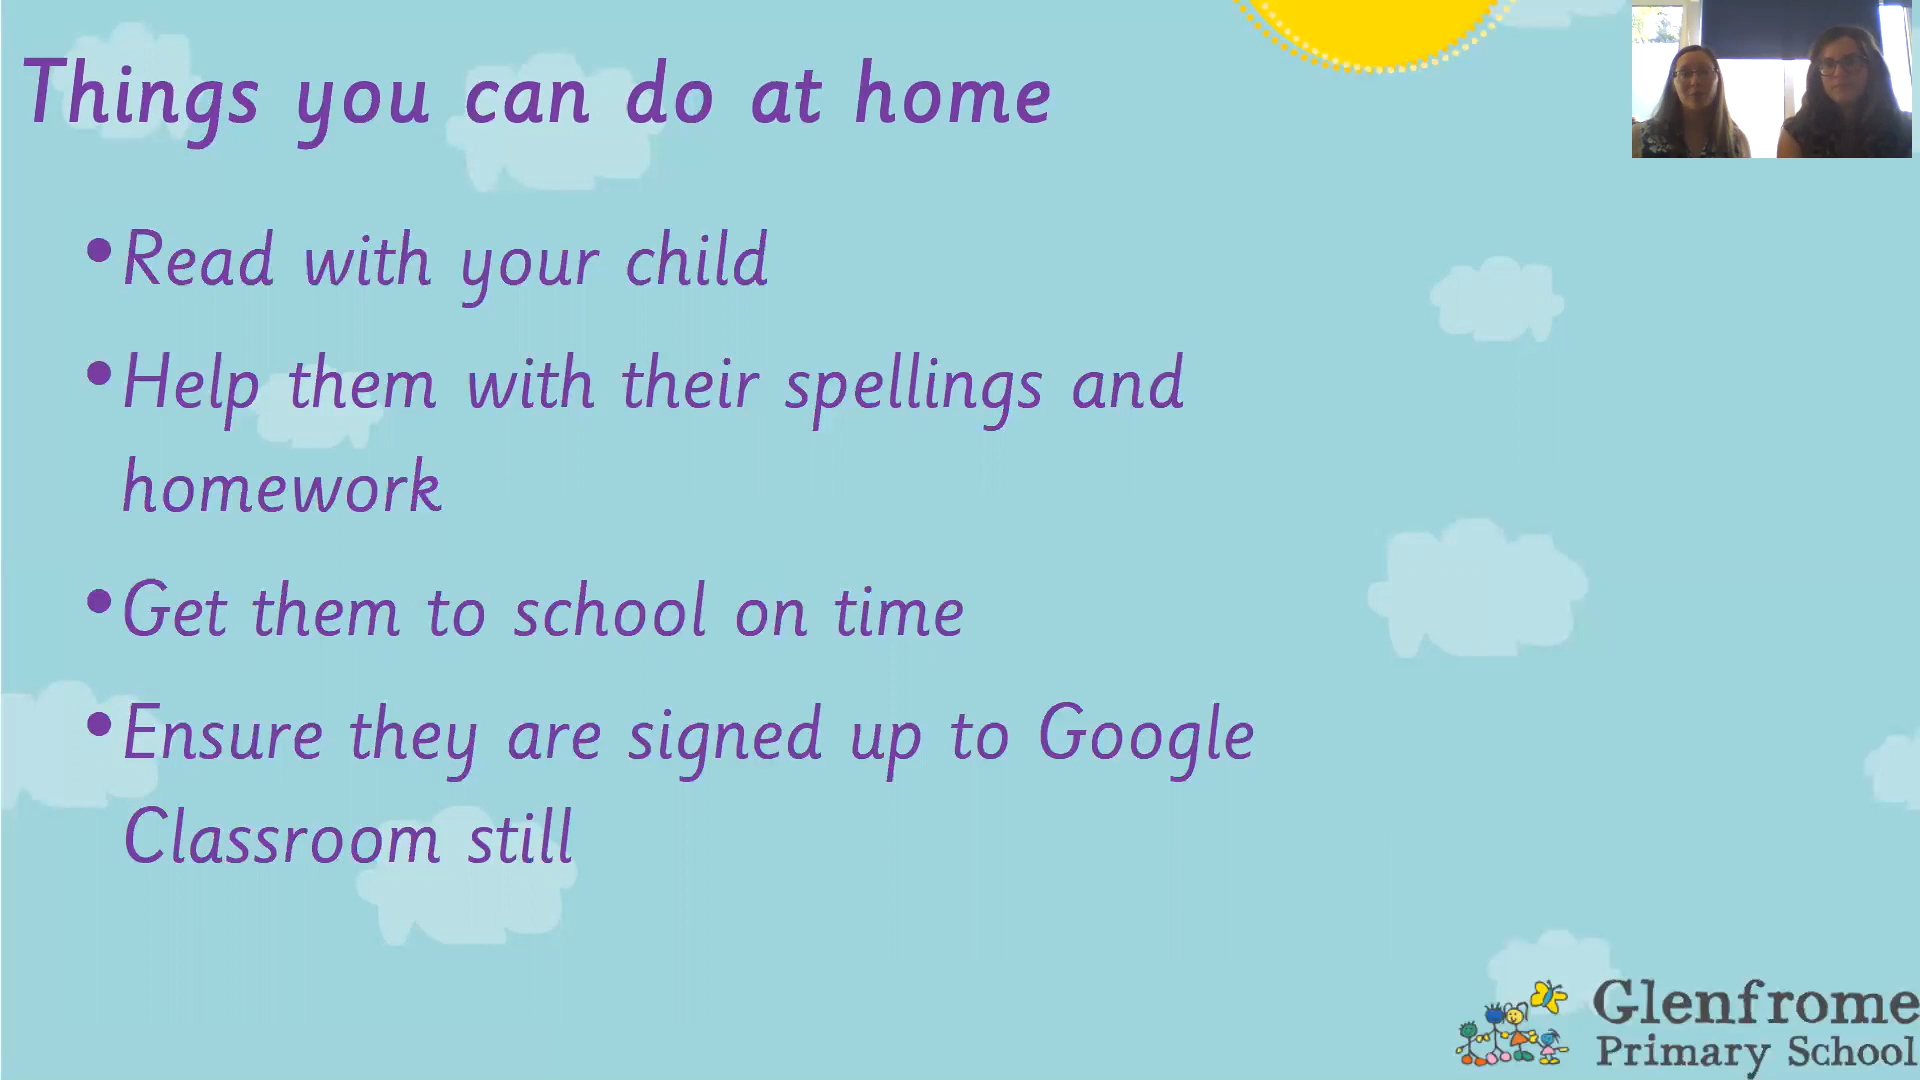 Things you can do at home
•Read with your child
•Help them with their spellings and
homework
•Get them to school on time
•Ensure they are signed up to Google
Classroom still
Glenfrome
Primary School